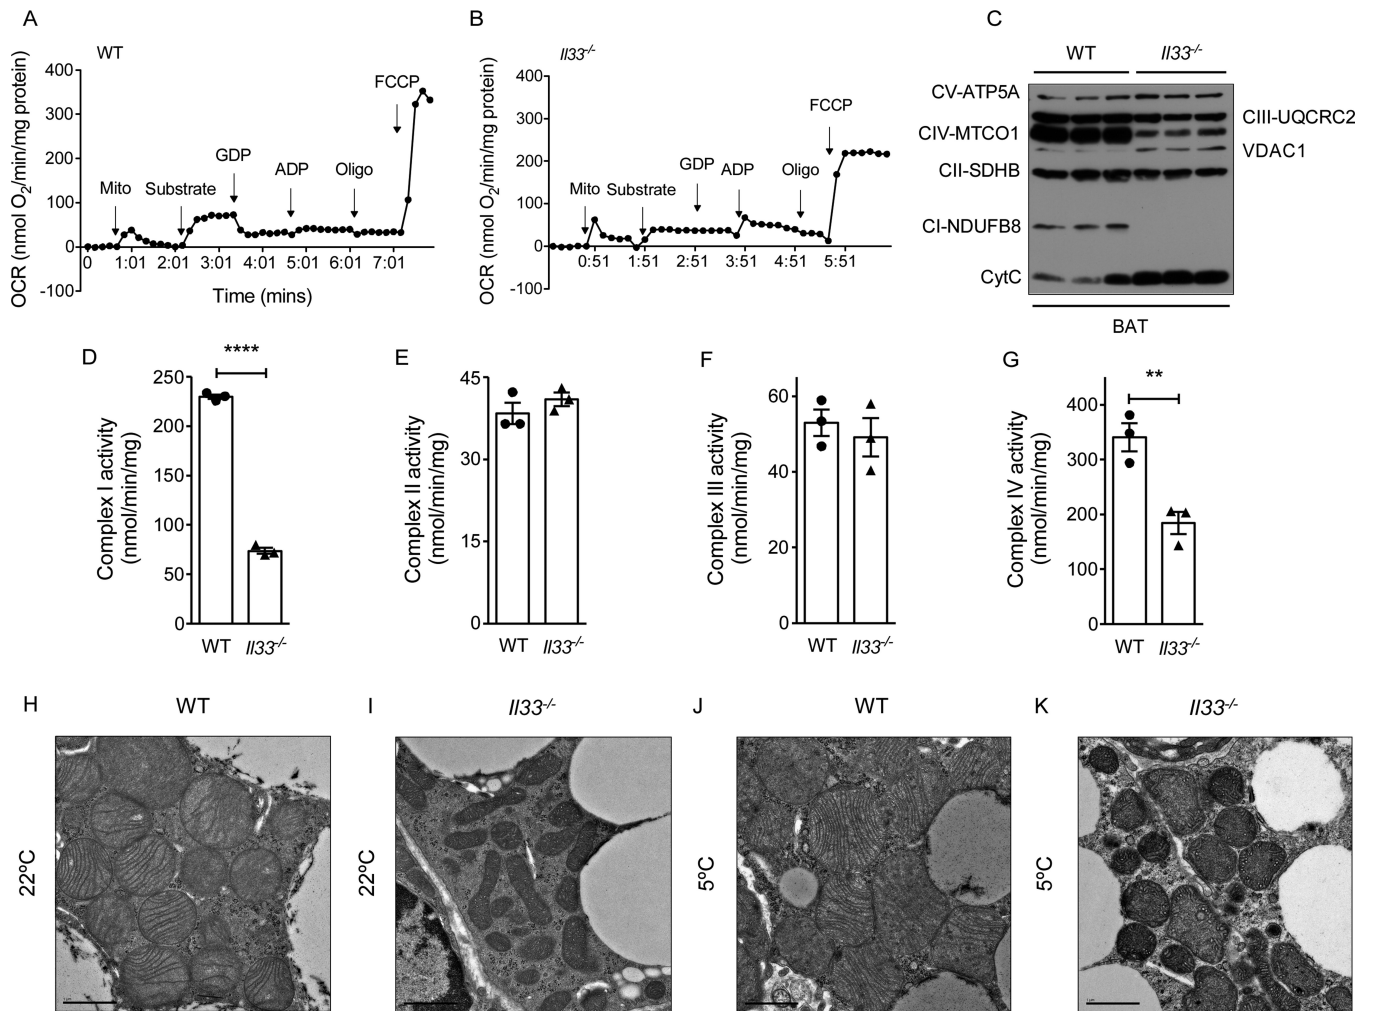 A
WT
OCR (nmol O2/min/mg protein)
400
300
200
100
0
-100
Mito
Substrate
GDP
ADP
Oligo
FCCP
0
1:01
2:01
3:01
4:01
5:01
6:01
7:01
Time (mins)
B
Il33-/-
OCR (nmol O2/min/mg protein)
400
300
200
100
0
-100
Mito
Substrate
GDP
ADP
Oligo
FCCP
0:51
1:51
2:51
3:51
4:51
5:51
C
WT
Il33-/-
CV-ATP5A
CIV-MTCO1
CII-SDHB
CI-NDUFB8
CytC
CIII-UQCRC2
VDAC1
BAT
D
****
Complex I activity
(nmol/min/mg)
250
200
150
100
50
0
WT
Il33-/-
E
Complex II activity
(nmol/min/mg)
45
30
15
0
WT
Il33-/-
F
Complex III activity
(nmol/min/mg)
60
40
20
0
WT
Il33-/-
G
**
Complex IV activity
(nmol/min/mg)
400
300
200
100
0
WT
Il33-/-
H
WT
22ºC
I
Il33-/-
22ºC
J
WT
5ºC
K
Il33-/-
5ºC